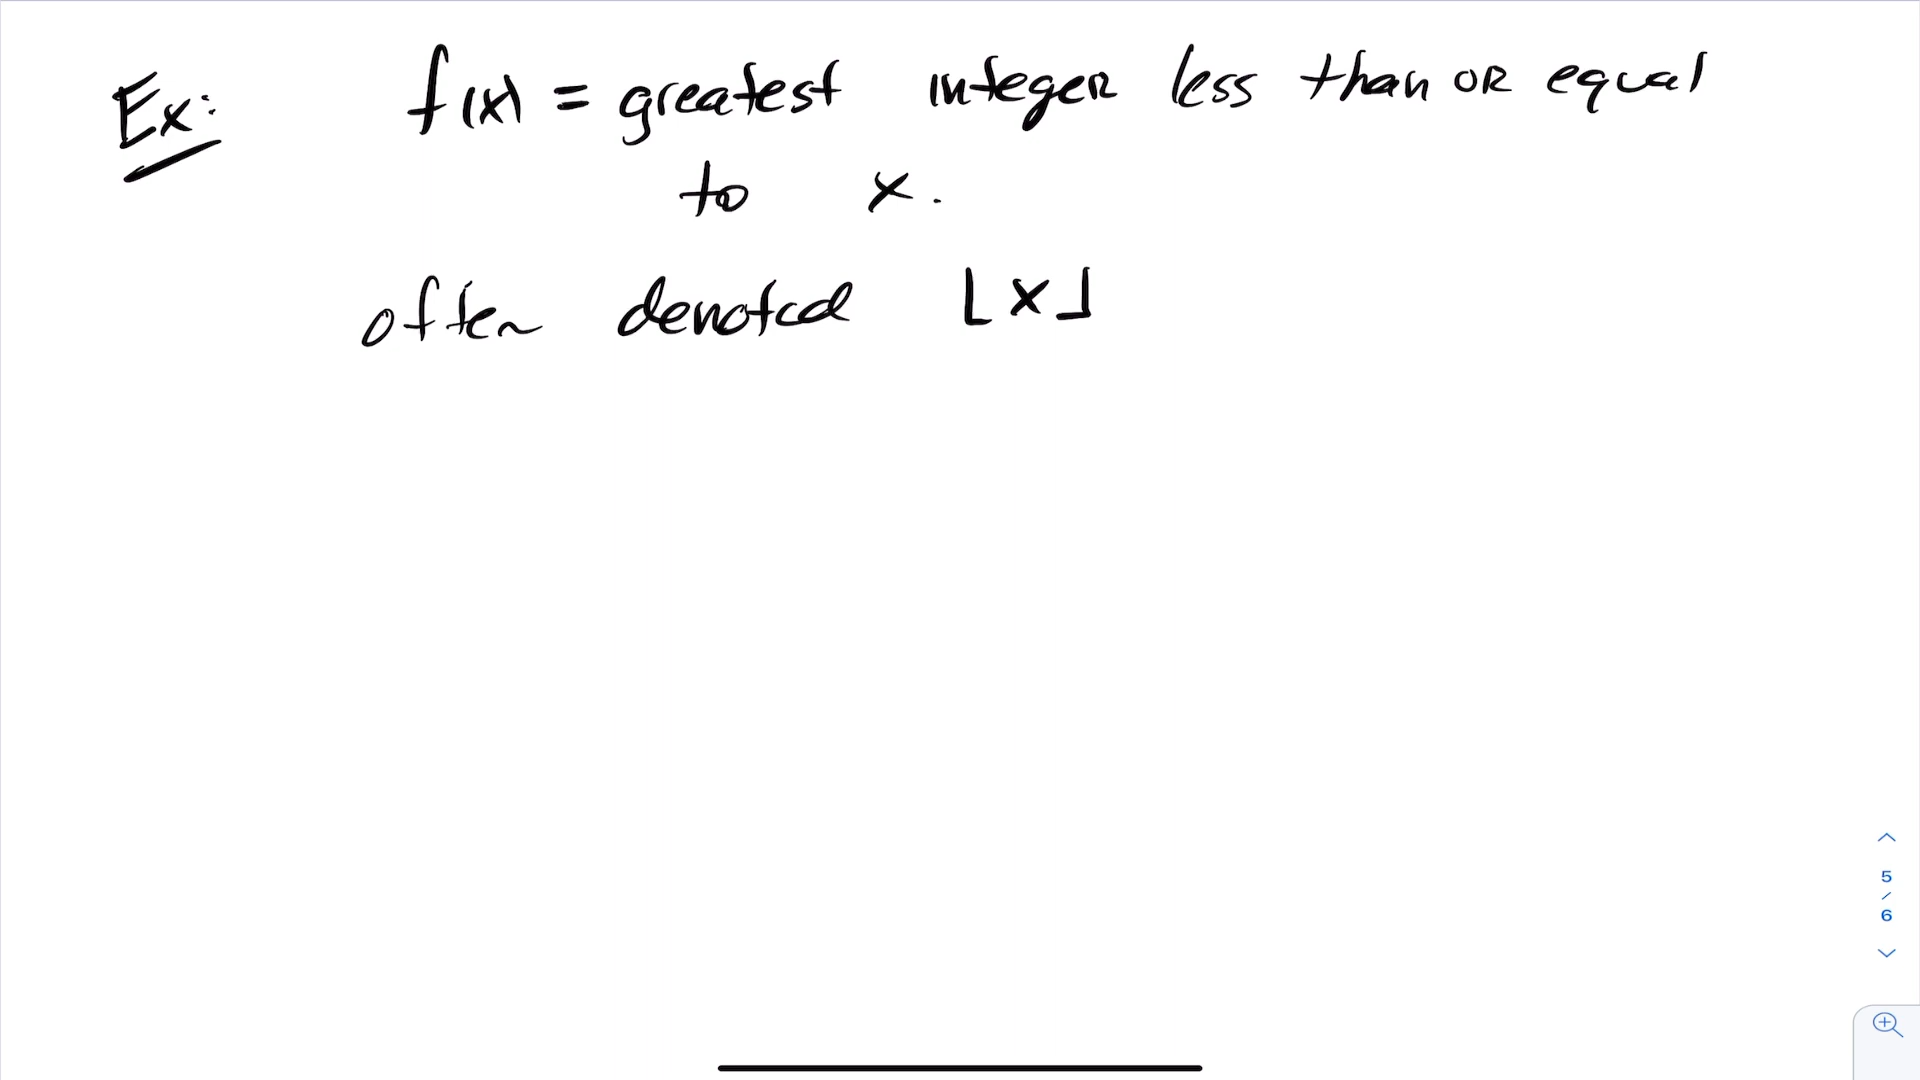 Ex: f(x) = greatest integer less than OR equal
to x.
often denoted ⌊x⌋
5
/
6